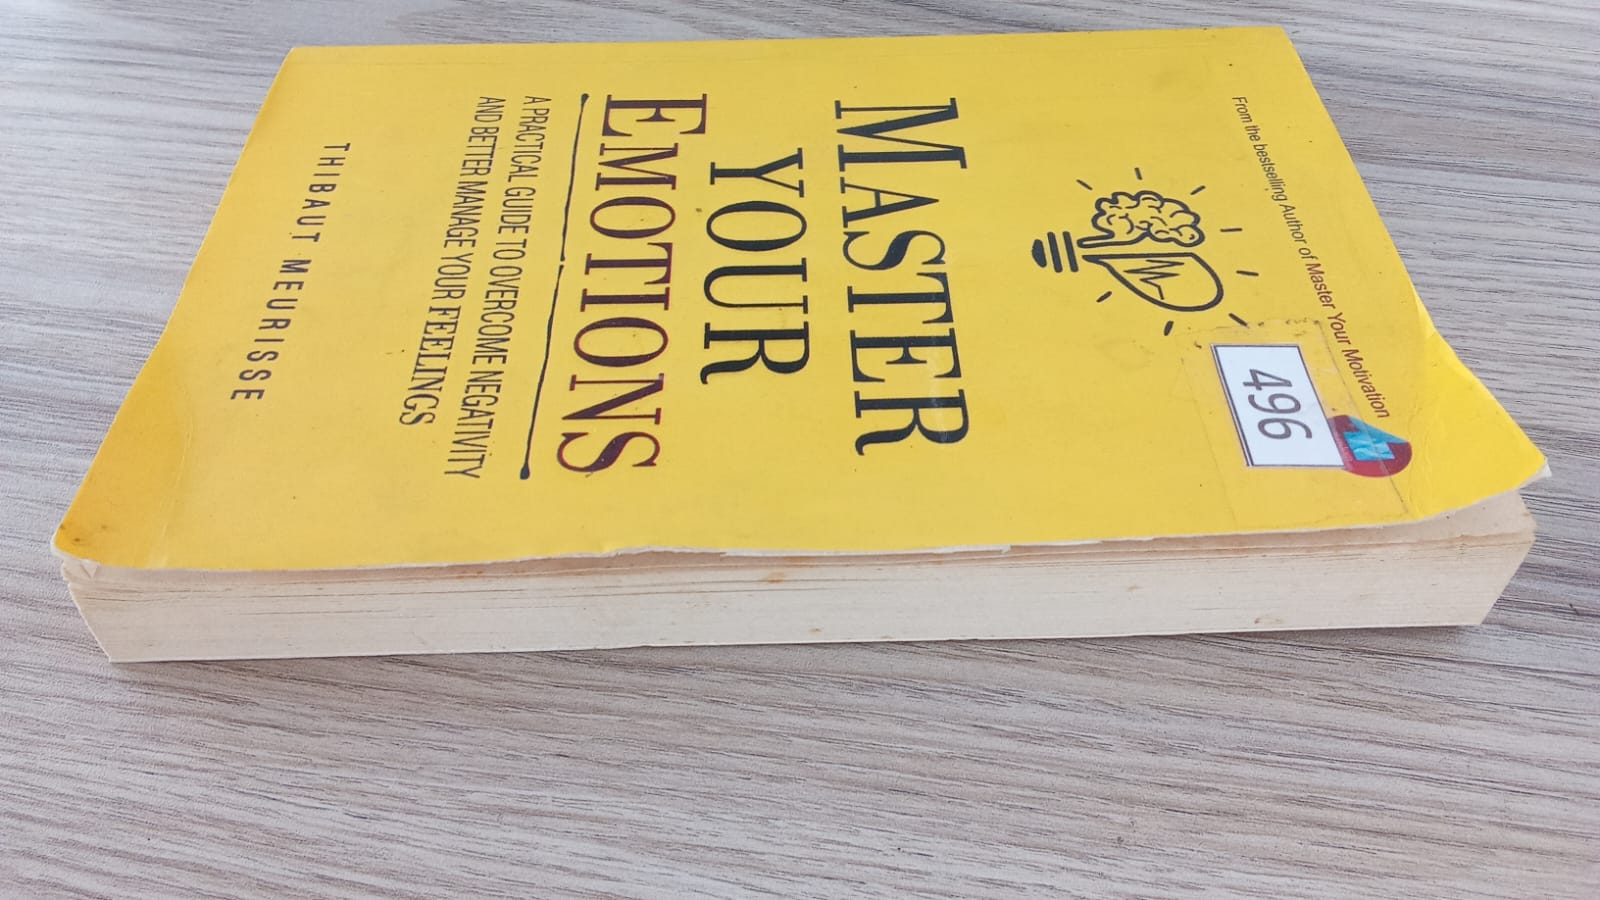 From the bestselling Author of Master Your Motivation
496
MASTER
YOUR
EMOTIONS
A PRACTICAL GUIDE TO OVERCOME NEGATIVITY
AND BETTER MANAGE YOUR FEELINGS
THIBAUT MEURISSE